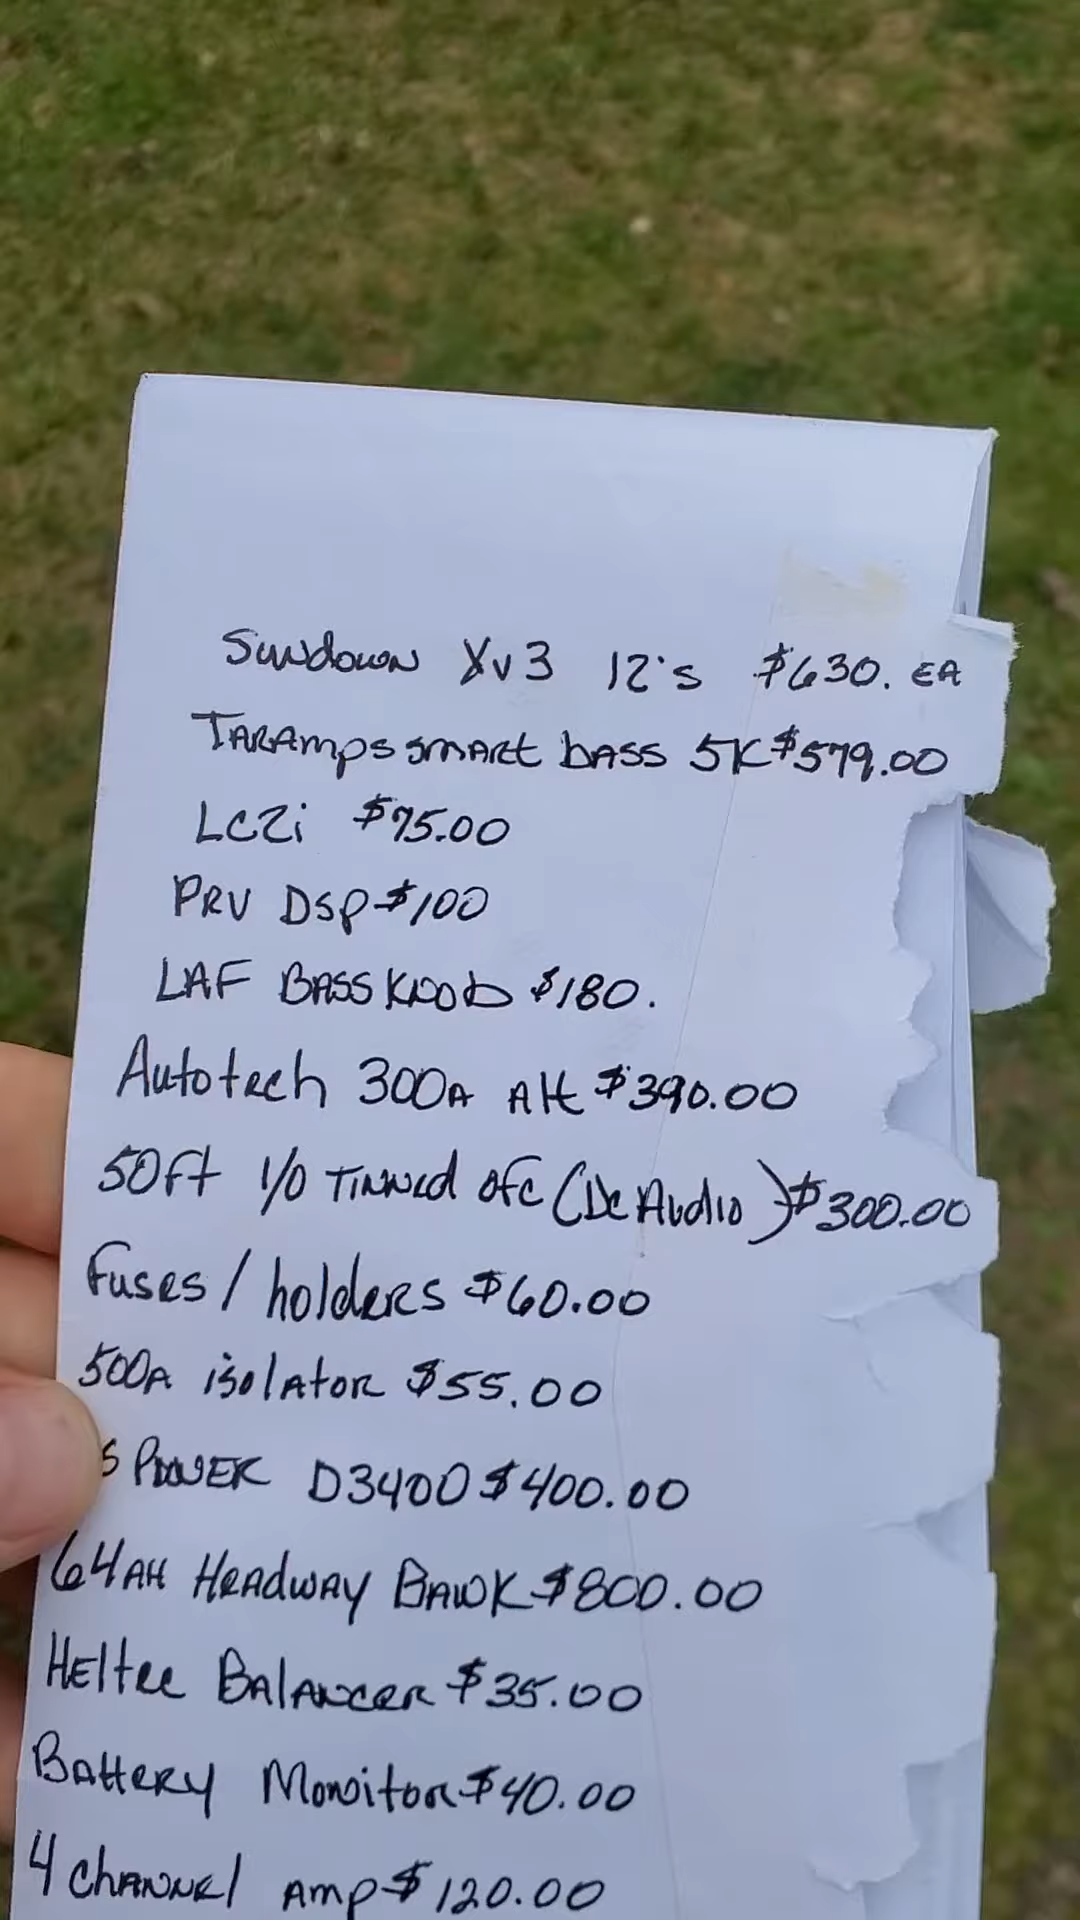 Sundown Xv3 12's $630. EA
TARAmps smart bass 5K $579.00
LC2i $75.00
PRV DSP $100
LAF BASS KNOb $180.
Autotech 300A Alt $390.00
50ft 1/0 TINNed ofc (Dc Audio) $300.00
Fuses / holders $60.00
500A isolator $55.00
S POWER D3400 $400.00
64AH HEADWAY BANK $800.00
HEltec BALANCER $35.00
BAttERY Monitor $40.00
4 ChANNEl Amp $120.00